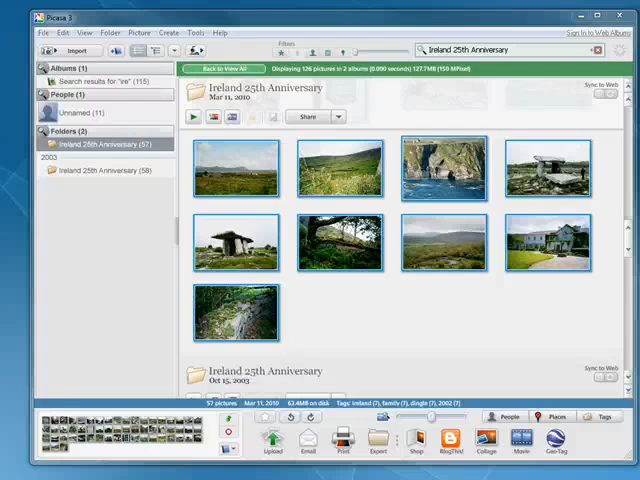 Picasa 3
File Edit View Folder Picture Create Tools Help
Sign In to Web Albums
Import
Filters
Ireland 25th Anniversary
Back to View All
Displaying 126 pictures in 2 albums (0.000 seconds) 127.7MB (150 MPixel)
Albums (1)
Search results for "ire" (115)
People (1)
Unnamed (11)
Folders (2)
Ireland 25th Anniversary (57)
2003
Ireland 25th Anniversary (58)
Ireland 25th Anniversary
Mar 11, 2010
Sync to Web
Share
Ireland 25th Anniversary
Oct 15, 2003
Sync to Web
57 pictures Mar 11, 2010 63.4MB on disk Tags: ireland (7), family (7), dingle (7), 2002 (7)
People Places Tags
Upload Email Print Export Shop BlogThis! Collage Movie Geo-Tag